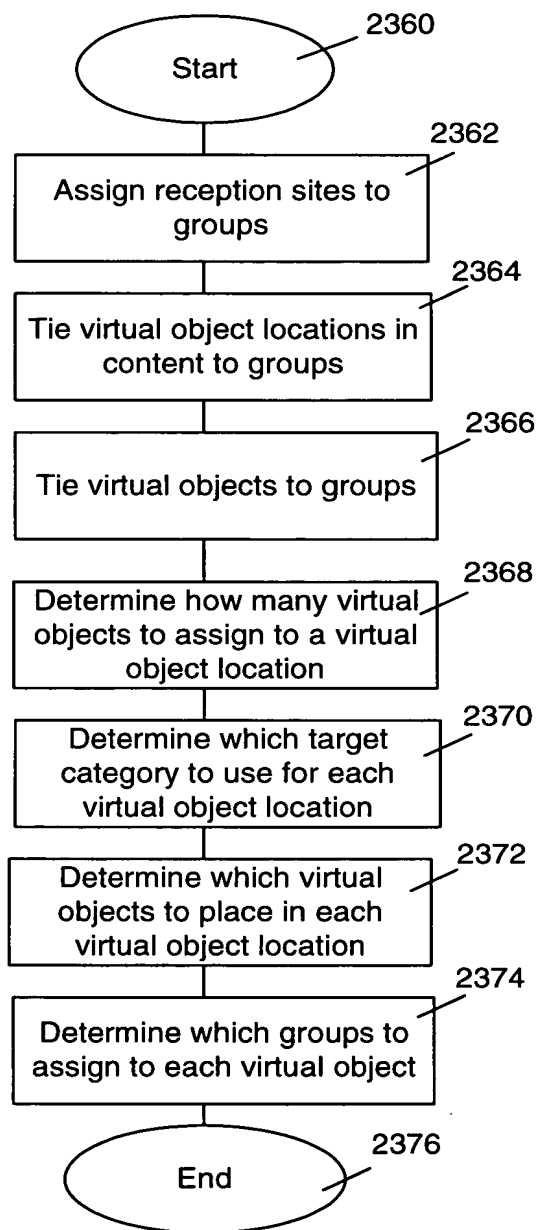 2360
Start
2362
Assign reception sites to
groups
2364
Tie virtual object locations in
content to groups
2366
Tie virtual objects to groups
2368
Determine how many virtual
objects to assign to a virtual
object location
2370
Determine which target
category to use for each
virtual object location
2372
Determine which virtual
objects to place in each
virtual object location
2374
Determine which groups to
assign to each virtual object
2376
End